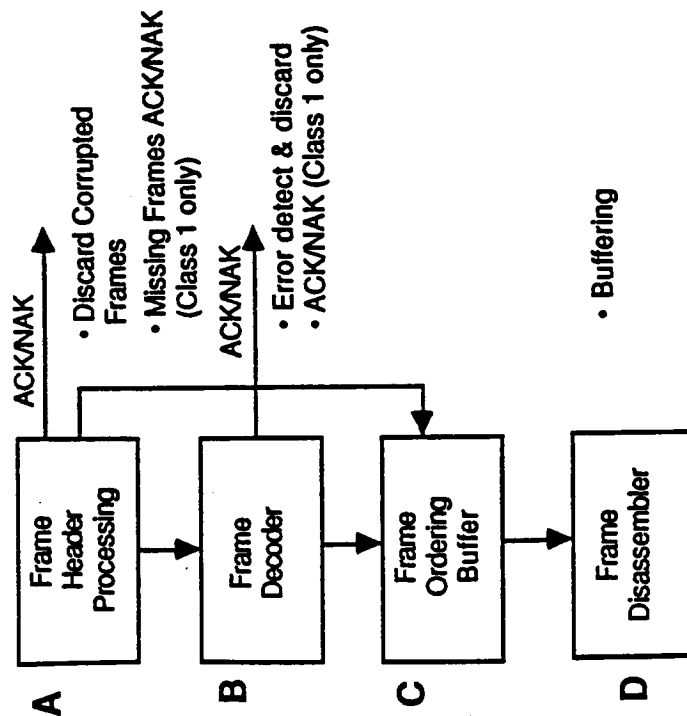 A
Frame
Header
Processing
ACK/NAK
• Discard Corrupted
Frames
• Missing Frames ACK/NAK
(Class 1 only)
B
Frame
Decoder
ACK/NAK
• Error detect & discard
• ACK/NAK (Class 1 only)
C
Frame
Ordering
Buffer
D
Frame
Disassembler
• Buffering